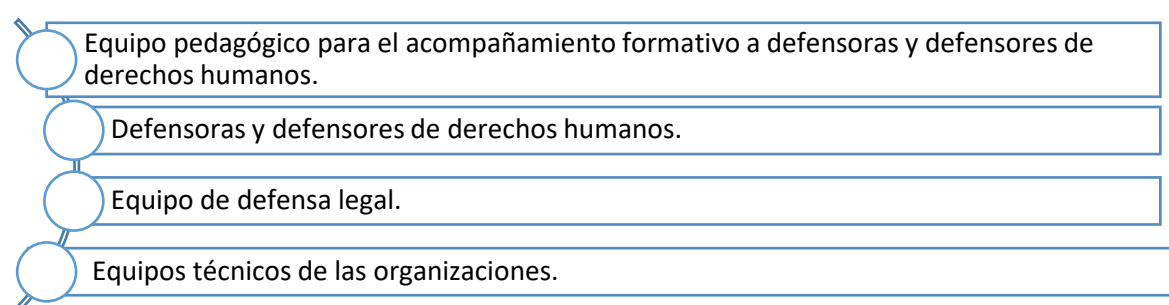 Equipo pedagógico para el acompañamiento formativo a defensoras y defensores de
derechos humanos.
Defensoras y defensores de derechos humanos.
Equipo de defensa legal.
Equipos técnicos de las organizaciones.